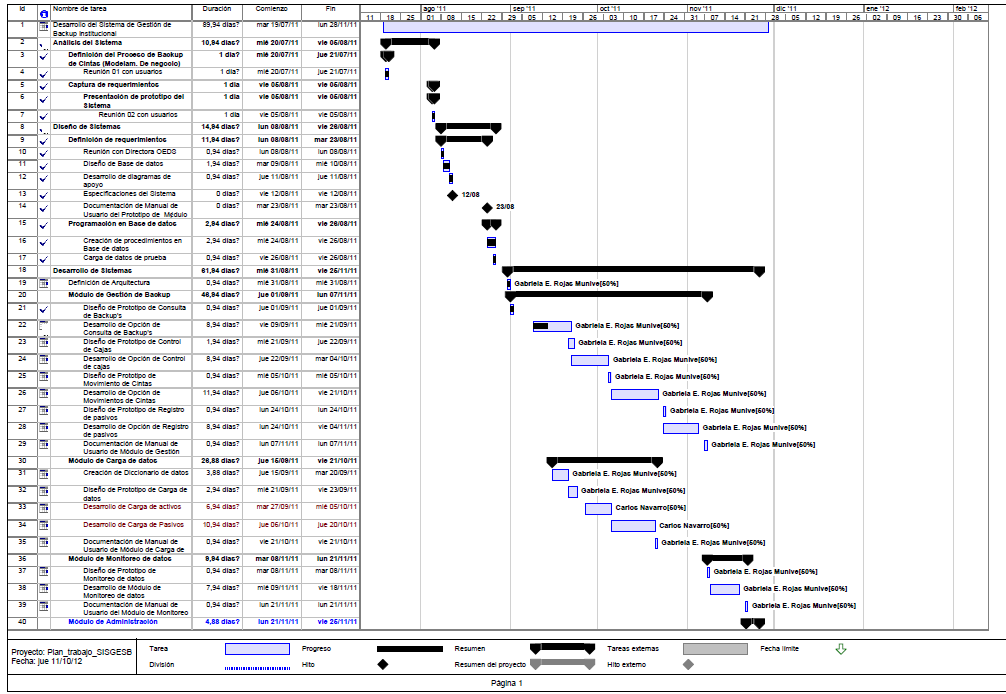 Id Nombre de tarea Duración Comienzo Fin ago '11 sep '11 oct '11 nov '11 dic '11 ene '12 feb '12
11 18 25 01 08 15 22 29 05 12 19 26 03 10 17 24 31 07 14 21 28 05 12 19 26 02 09 16 23 30 06
1 Desarrollo del Sistema de Gestión de 89,94 días? mar 19/07/11 lun 28/11/11
Backup Institucional
2 Análisis del Sistema 10,94 días? mié 20/07/11 vie 05/08/11
3 Definición del Proceso de Backup 1 día? mié 20/07/11 jue 21/07/11
de Cintas (Modelam. De negocio)
4 Reunión 01 con usuarios 1 día? mié 20/07/11 jue 21/07/11
5 Captura de requerimientos 1 día vie 05/08/11 vie 05/08/11
6 Presentación de prototipo del 1 día vie 05/08/11 vie 05/08/11
Sistema
7 Reunión 02 con usuarios 1 día vie 05/08/11 vie 05/08/11
8 Diseño de Sistemas 14,94 días? lun 08/08/11 vie 26/08/11
9 Definición de requerimientos 11,94 días? lun 08/08/11 mar 23/08/11
10 Reunión con Directora OEDS 0,94 días? lun 08/08/11 lun 08/08/11
11 Diseño de Base de datos 1,94 días? mar 09/08/11 mié 10/08/11
12 Desarrollo de diagramas de 0,94 días? jue 11/08/11 jue 11/08/11
apoyo
13 Especificaciones del Sistema 0 días? vie 12/08/11 vie 12/08/11 12/08
14 Documentación de Manual de 0 días? mar 23/08/11 mar 23/08/11 23/08
Usuario del Prototipo de Módulo
15 Programación en Base de datos 2,94 días? mié 24/08/11 vie 26/08/11
16 Creación de procedimientos en 2,94 días? mié 24/08/11 vie 26/08/11
Base de datos
17 Carga de datos de prueba 0,94 días? vie 26/08/11 vie 26/08/11
18 Desarrollo de Sistemas 61,94 días? mié 31/08/11 vie 25/11/11
19 Definición de Arquitectura 0,94 días? mié 31/08/11 mié 31/08/11 Gabriela E. Rojas Munive[50%]
20 Módulo de Gestión de Backup 46,94 días? jue 01/09/11 lun 07/11/11
21 Diseño de Prototipo de Consulta 0,94 días? jue 01/09/11 jue 01/09/11
de Backup's
22 Desarrollo de Opción de 8,94 días? vie 09/09/11 mié 21/09/11 Gabriela E. Rojas Munive[50%]
Consulta de Backup's
23 Diseño de Prototipo de Control 1,94 días? mié 21/09/11 jue 22/09/11 Gabriela E. Rojas Munive[50%]
de Cajas
24 Desarrollo de Opción de Control 8,94 días? jue 22/09/11 mar 04/10/11 Gabriela E. Rojas Munive[50%]
de cajas
25 Diseño de Prototipo de 0,94 días? mié 05/10/11 mié 05/10/11 Gabriela E. Rojas Munive[50%]
Movimiento de Cintas
26 Desarrollo de Opción de 11,94 días? jue 06/10/11 vie 21/10/11 Gabriela E. Rojas Munive[50%]
Movimientos de Cintas
27 Diseño de Prototipo de Registro 0,94 días? lun 24/10/11 lun 24/10/11 Gabriela E. Rojas Munive[50%]
de pasivos
28 Desarrollo de Opción de Registro 8,94 días? lun 24/10/11 vie 04/11/11 Gabriela E. Rojas Munive[50%]
de pasivos
29 Documentación de Manual de 0,94 días? lun 07/11/11 lun 07/11/11 Gabriela E. Rojas Munive[50%]
Usuario de Módulo de Gestión
30 Módulo de Carga de datos 26,88 días? jue 15/09/11 vie 21/10/11
31 Creación de Diccionario de datos 3,88 días? jue 15/09/11 mar 20/09/11 Gabriela E. Rojas Munive[50%]
32 Diseño de Prototipo de Carga de 2,94 días? mié 21/09/11 vie 23/09/11 Gabriela E. Rojas Munive[50%]
datos
33 Desarrollo de Carga de activos 6,94 días? mar 27/09/11 mié 05/10/11 Carlos Navarro[50%]
34 Desarrollo de Carga de Pasivos 10,94 días? jue 06/10/11 jue 20/10/11 Carlos Navarro[50%]
35 Documentación de Manual de 0,94 días? vie 21/10/11 vie 21/10/11 Gabriela E. Rojas Munive[50%]
Usuario de Módulo de Carga de
36 Módulo de Monitoreo de datos 9,94 días? mar 08/11/11 lun 21/11/11
37 Diseño de Prototipo de 0,94 días? mar 08/11/11 mar 08/11/11 Gabriela E. Rojas Munive[50%]
Monitoreo de datos
38 Desarrollo de Módulo de 7,94 días? mié 09/11/11 vie 18/11/11 Gabriela E. Rojas Munive[50%]
Monitoreo de datos
39 Documentación de Manual de 0,94 días? lun 21/11/11 lun 21/11/11 Gabriela E. Rojas Munive[50%]
Usuario del Módulo de Monitoreo
40 Módulo de Administración 4,88 días? lun 21/11/11 vie 25/11/11
Proyecto: Plan_trabajo_SISGESB
Fecha: jue 11/10/12
Tarea Progreso Resumen Tareas externas Fecha límite
División Hito Resumen del proyecto Hito externo
Página 1